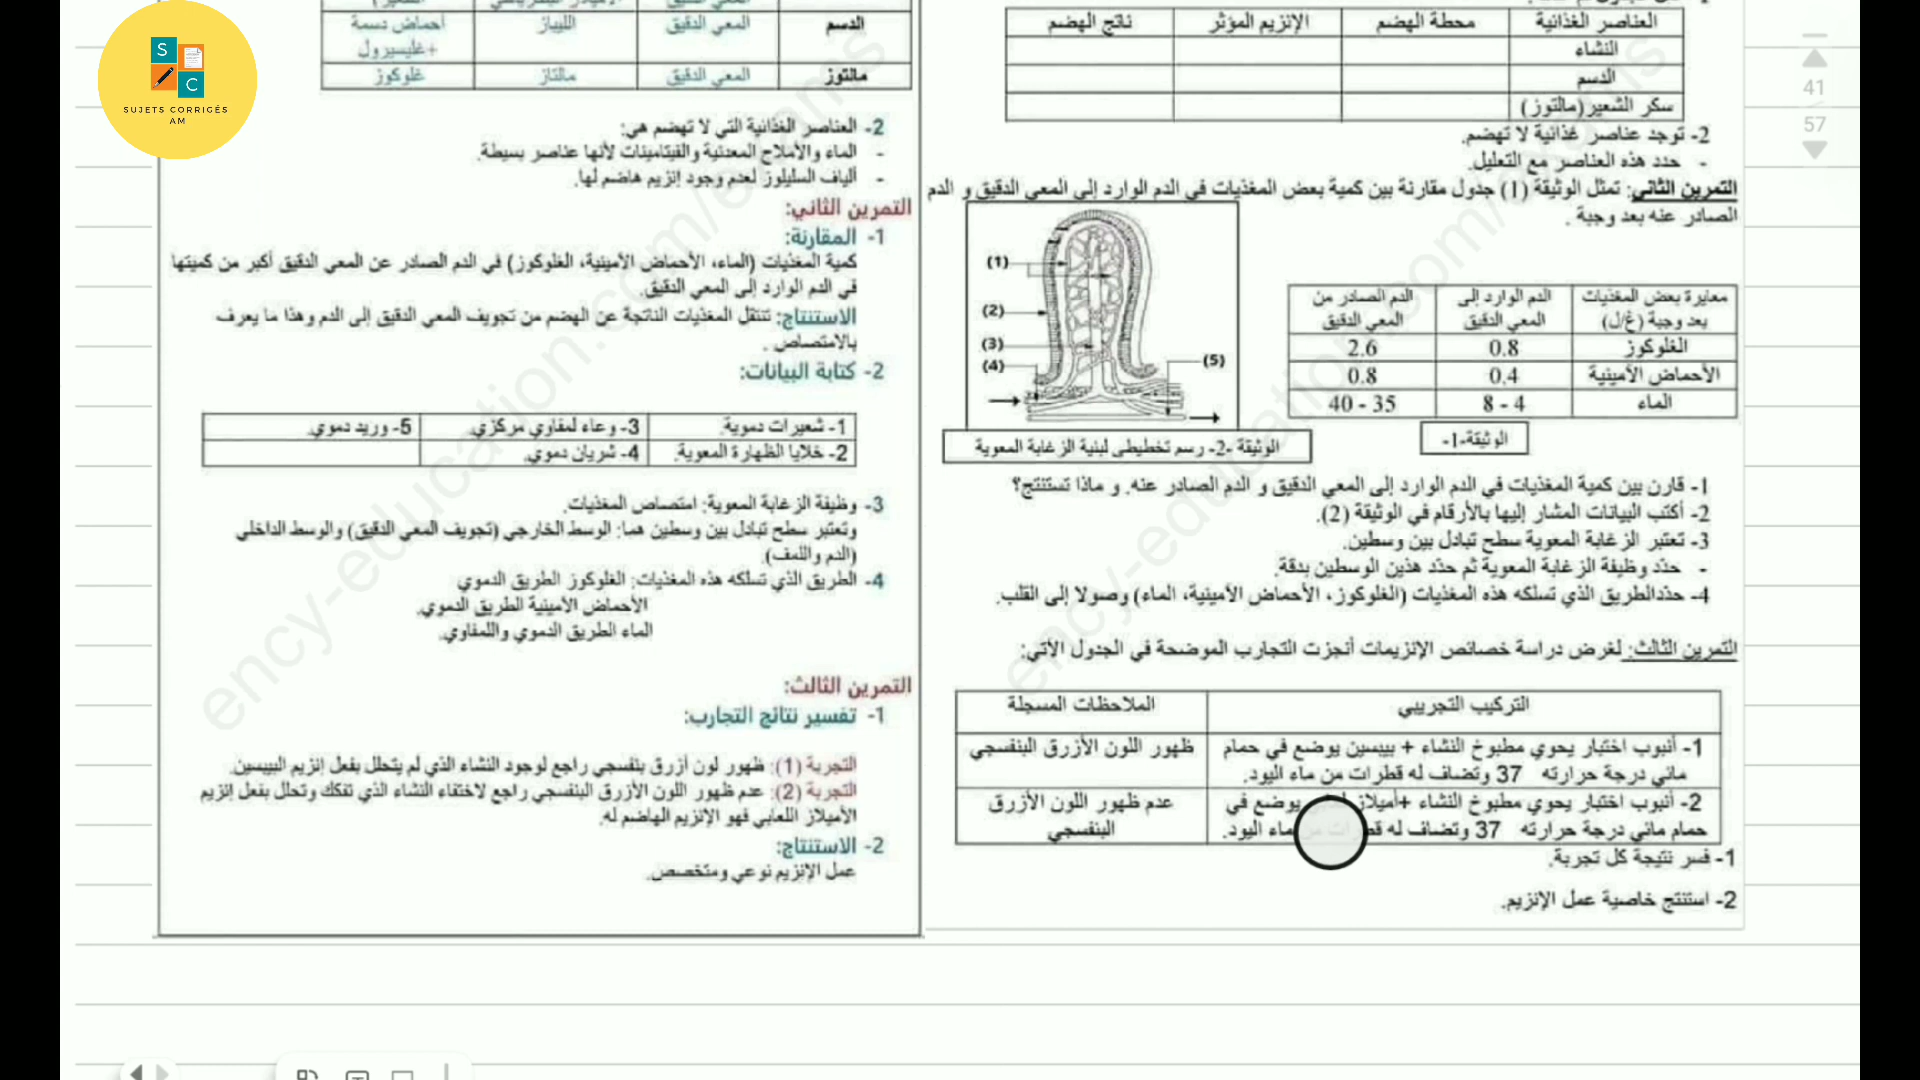 SUJETS CORRIGÉS
AM
41
57
العناصر الغذائية | محطة الهضم | الإنزيم المؤثر | ناتج الهضم
النشاء
الدسم
سكر الشعير(مالتوز)
2- توجد عناصر غذائية لا تهضم.
- حدد هذه العناصر مع التعليل.
التمرين الثاني: تمثل الوثيقة (1) جدول مقارنة بين كمية بعض المغذيات في الدم الوارد إلى المعي الدقيق و الدم
الصادر عنه بعد وجبة .
معايرة بعض المغذيات بعد وجبة (غ/ل) | الدم الوارد إلى المعي الدقيق | الدم الصادر من المعي الدقيق
الغلوكوز | 0.8 | 2.6
الأحماض الأمينية | 0.4 | 0.8
الماء | 4 - 8 | 35 - 40
الوثيقة-1-
(1)
(2)
(3)
(4)
(5)
الوثيقة -2- رسم تخطيطي لبنية الزغابة المعوية
1- قارن بين كمية المغذيات في الدم الوارد إلى المعي الدقيق و الدم الصادر عنه. و ماذا تستنتج؟
2- أكتب البيانات المشار إليها بالأرقام في الوثيقة (2).
3- تعتبر الزغابة المعوية سطح تبادل بين وسطين.
- حدّد وظيفة الزغابة المعوية ثم حدّد هذين الوسطين بدقة.
4- حدّدالطريق الذي تسلكه هذه المغذيات (الغلوكوز، الأحماض الأمينية، الماء) وصولا إلى القلب.
التمرين الثالث: لغرض دراسة خصائص الإنزيمات أنجزت التجارب الموضحة في الجدول الآتي:
التركيب التجريبي | الملاحظات المسجلة
1- أنبوب اختبار يحوي مطبوخ النشاء + بيبسين يوضع في حمام | ظهور اللون الأزرق البنفسجي
مائي درجة حرارته 37 وتضاف له قطرات من ماء اليود.
2- أنبوب اختبار يحوي مطبوخ النشاء +أميلاز يوضع في | عدم ظهور اللون الأزرق
حمام مائي درجة حرارته 37 وتضاف له قطرات من ماء اليود. | البنفسجي
1- فسر نتيجة كل تجربة.
2- استنتج خاصية عمل الإنزيم.
الدسم | المعي الدقيق | الليباز | أحماض دسمة +غليسيرول
مالتوز | المعي الدقيق | مالتاز | غلوكوز
2- العناصر الغذائية التي لا تهضم هي:
- الماء والأملاح المعدنية والفيتامينات لأنها عناصر بسيطة.
- ألياف السليلوز لعدم وجود إنزيم هاضم لها.
التمرين الثاني:
1- المقارنة:
كمية المغذيات (الماء، الأحماض الأمينية، الغلوكوز) في الدم الصادر عن المعي الدقيق أكبر من كميتها
في الدم الوارد إلى المعي الدقيق.
الاستنتاج: تنتقل المغذيات الناتجة عن الهضم من تجويف المعي الدقيق إلى الدم وهذا ما يعرف
بالامتصاص .
2- كتابة البيانات:
1- شعيرات دموية. | 3- وعاء لمفاوي مركزي. | 5- وريد دموي.
2- خلايا الظهارة المعوية. | 4- شريان دموي.
3- وظيفة الزغابة المعوية: امتصاص المغذيات.
وتعتبر سطح تبادل بين وسطين هما: الوسط الخارجي (تجويف المعي الدقيق) والوسط الداخلي
(الدم واللمف).
4- الطريق الذي تسلكه هذه المغذيات: الغلوكوز الطريق الدموي
الأحماض الأمينية الطريق الدموي.
الماء الطريق الدموي واللمفاوي.
التمرين الثالث:
1- تفسير نتائج التجارب:
التجربة (1): ظهور لون أزرق بنفسجي راجع لوجود النشاء الذي لم يتحلل بفعل إنزيم البيبسين.
التجربة (2): عدم ظهور اللون الأزرق البنفسجي راجع لاختفاء النشاء الذي تفكك وتحلل بفعل إنزيم
الأميلاز اللعابي فهو الإنزيم الهاضم له.
2- الاستنتاج:
عمل الإنزيم نوعي ومتخصص.
ency-education.com/exams
ency-education.com/exams